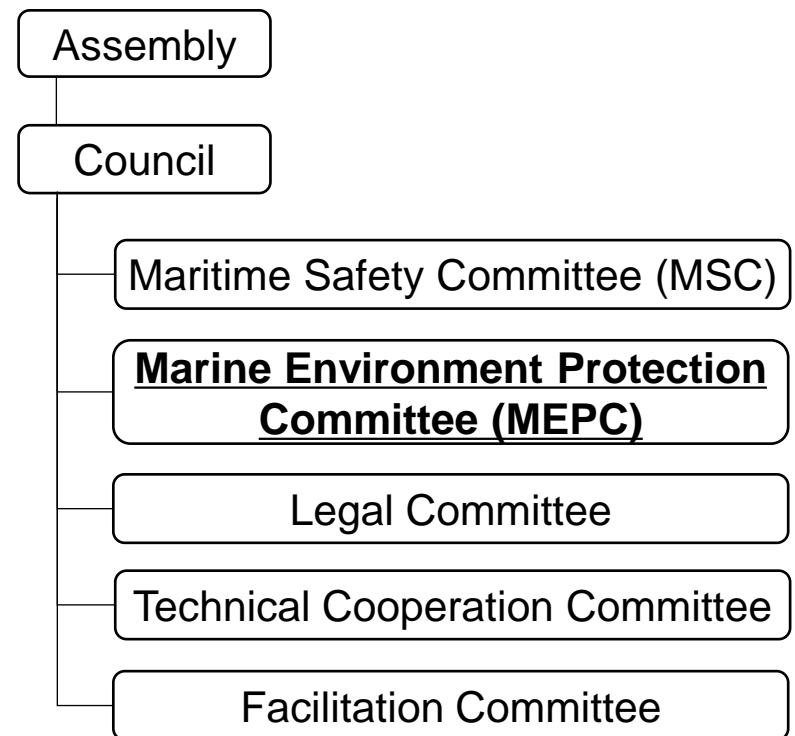 Assembly
Council
Maritime Safety Committee (MSC)
Marine Environment Protection
Committee (MEPC)
Legal Committee
Technical Cooperation Committee
Facilitation Committee